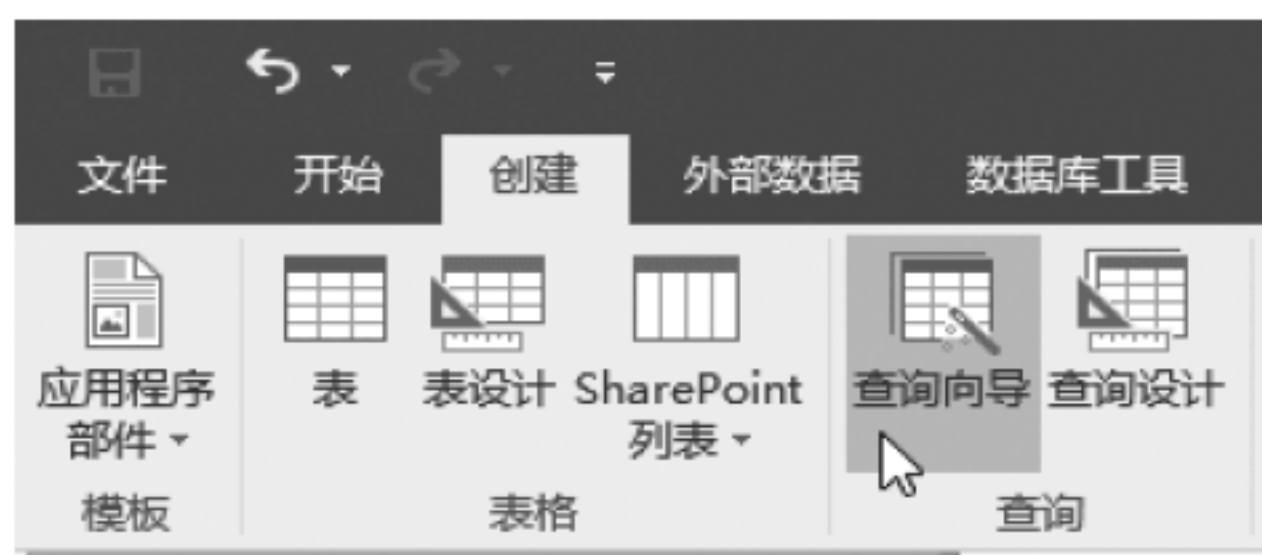 文件 开始 创建 外部数据 数据库工具
应用程序 表 表设计 SharePoint 查询向导 查询设计
部件 列表
模板 表格 查询